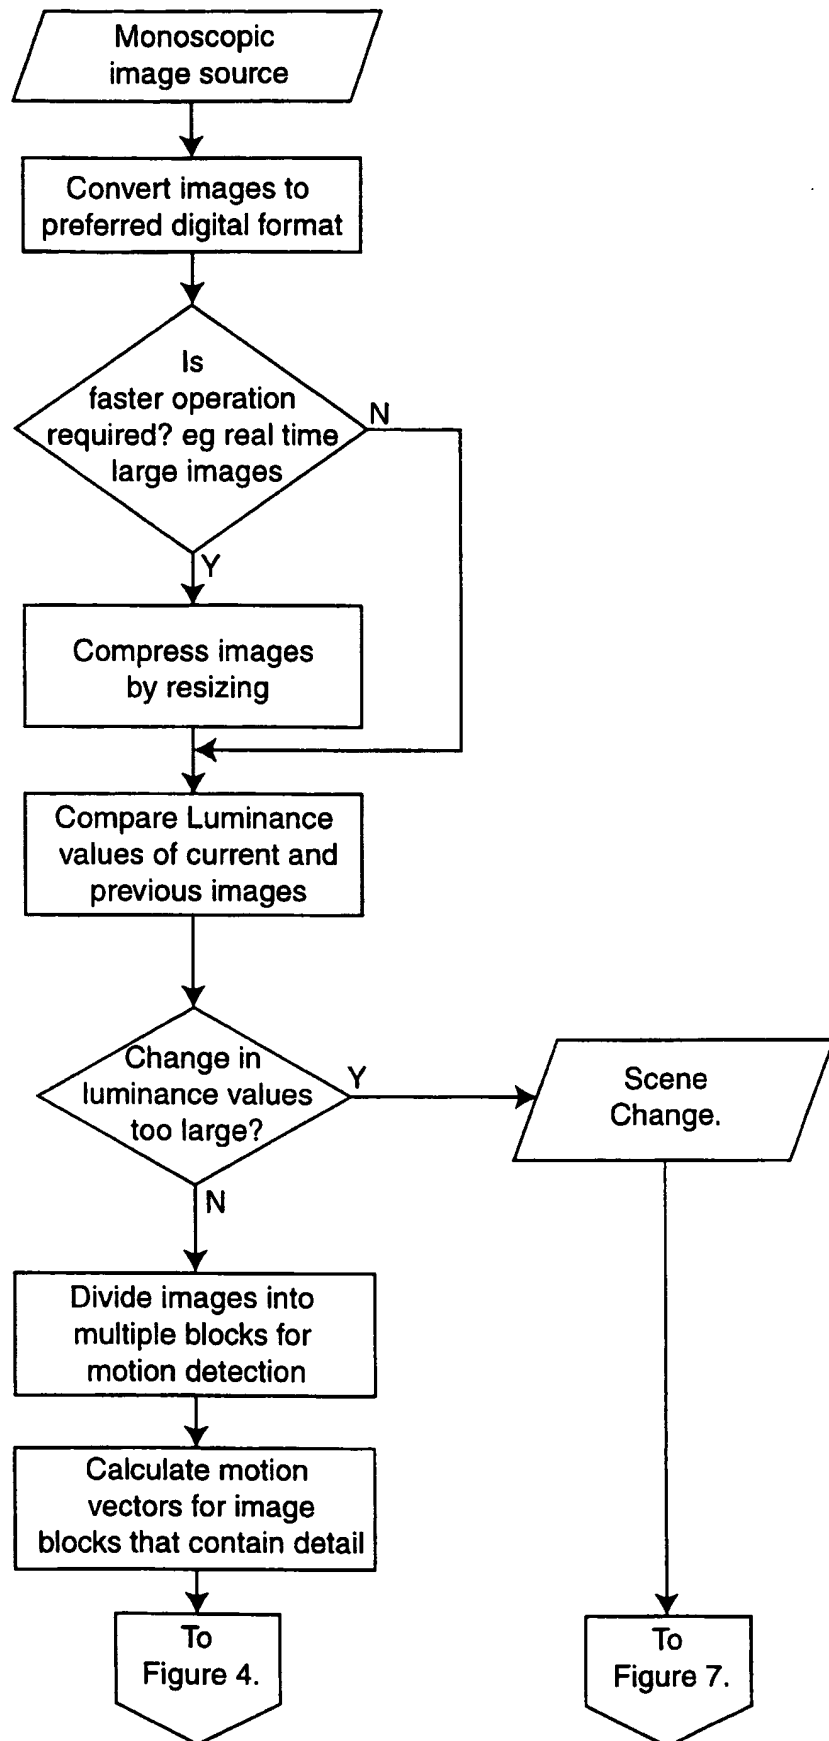 Monoscopic
image source
Convert images to
preferred digital format
Is
faster operation
required? eg real time
large images
N
Y
Compress images
by resizing
Compare Luminance
values of current and
previous images
Change in
luminance values
too large?
Y
Scene
Change.
N
Divide images into
multiple blocks for
motion detection
Calculate motion
vectors for image
blocks that contain detail
To
Figure 4.
To
Figure 7.